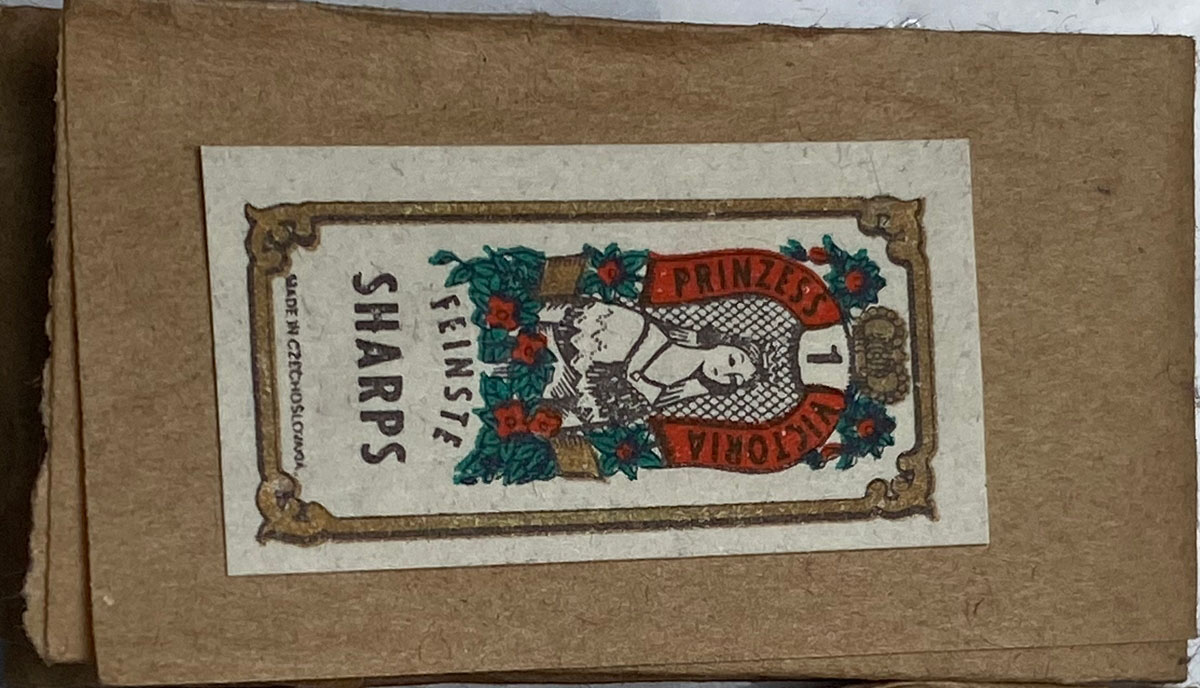 PRINZESS
1
VICTORIA
FEINSTE
SHARPS
MADE IN CZECHOSLOVAKIA